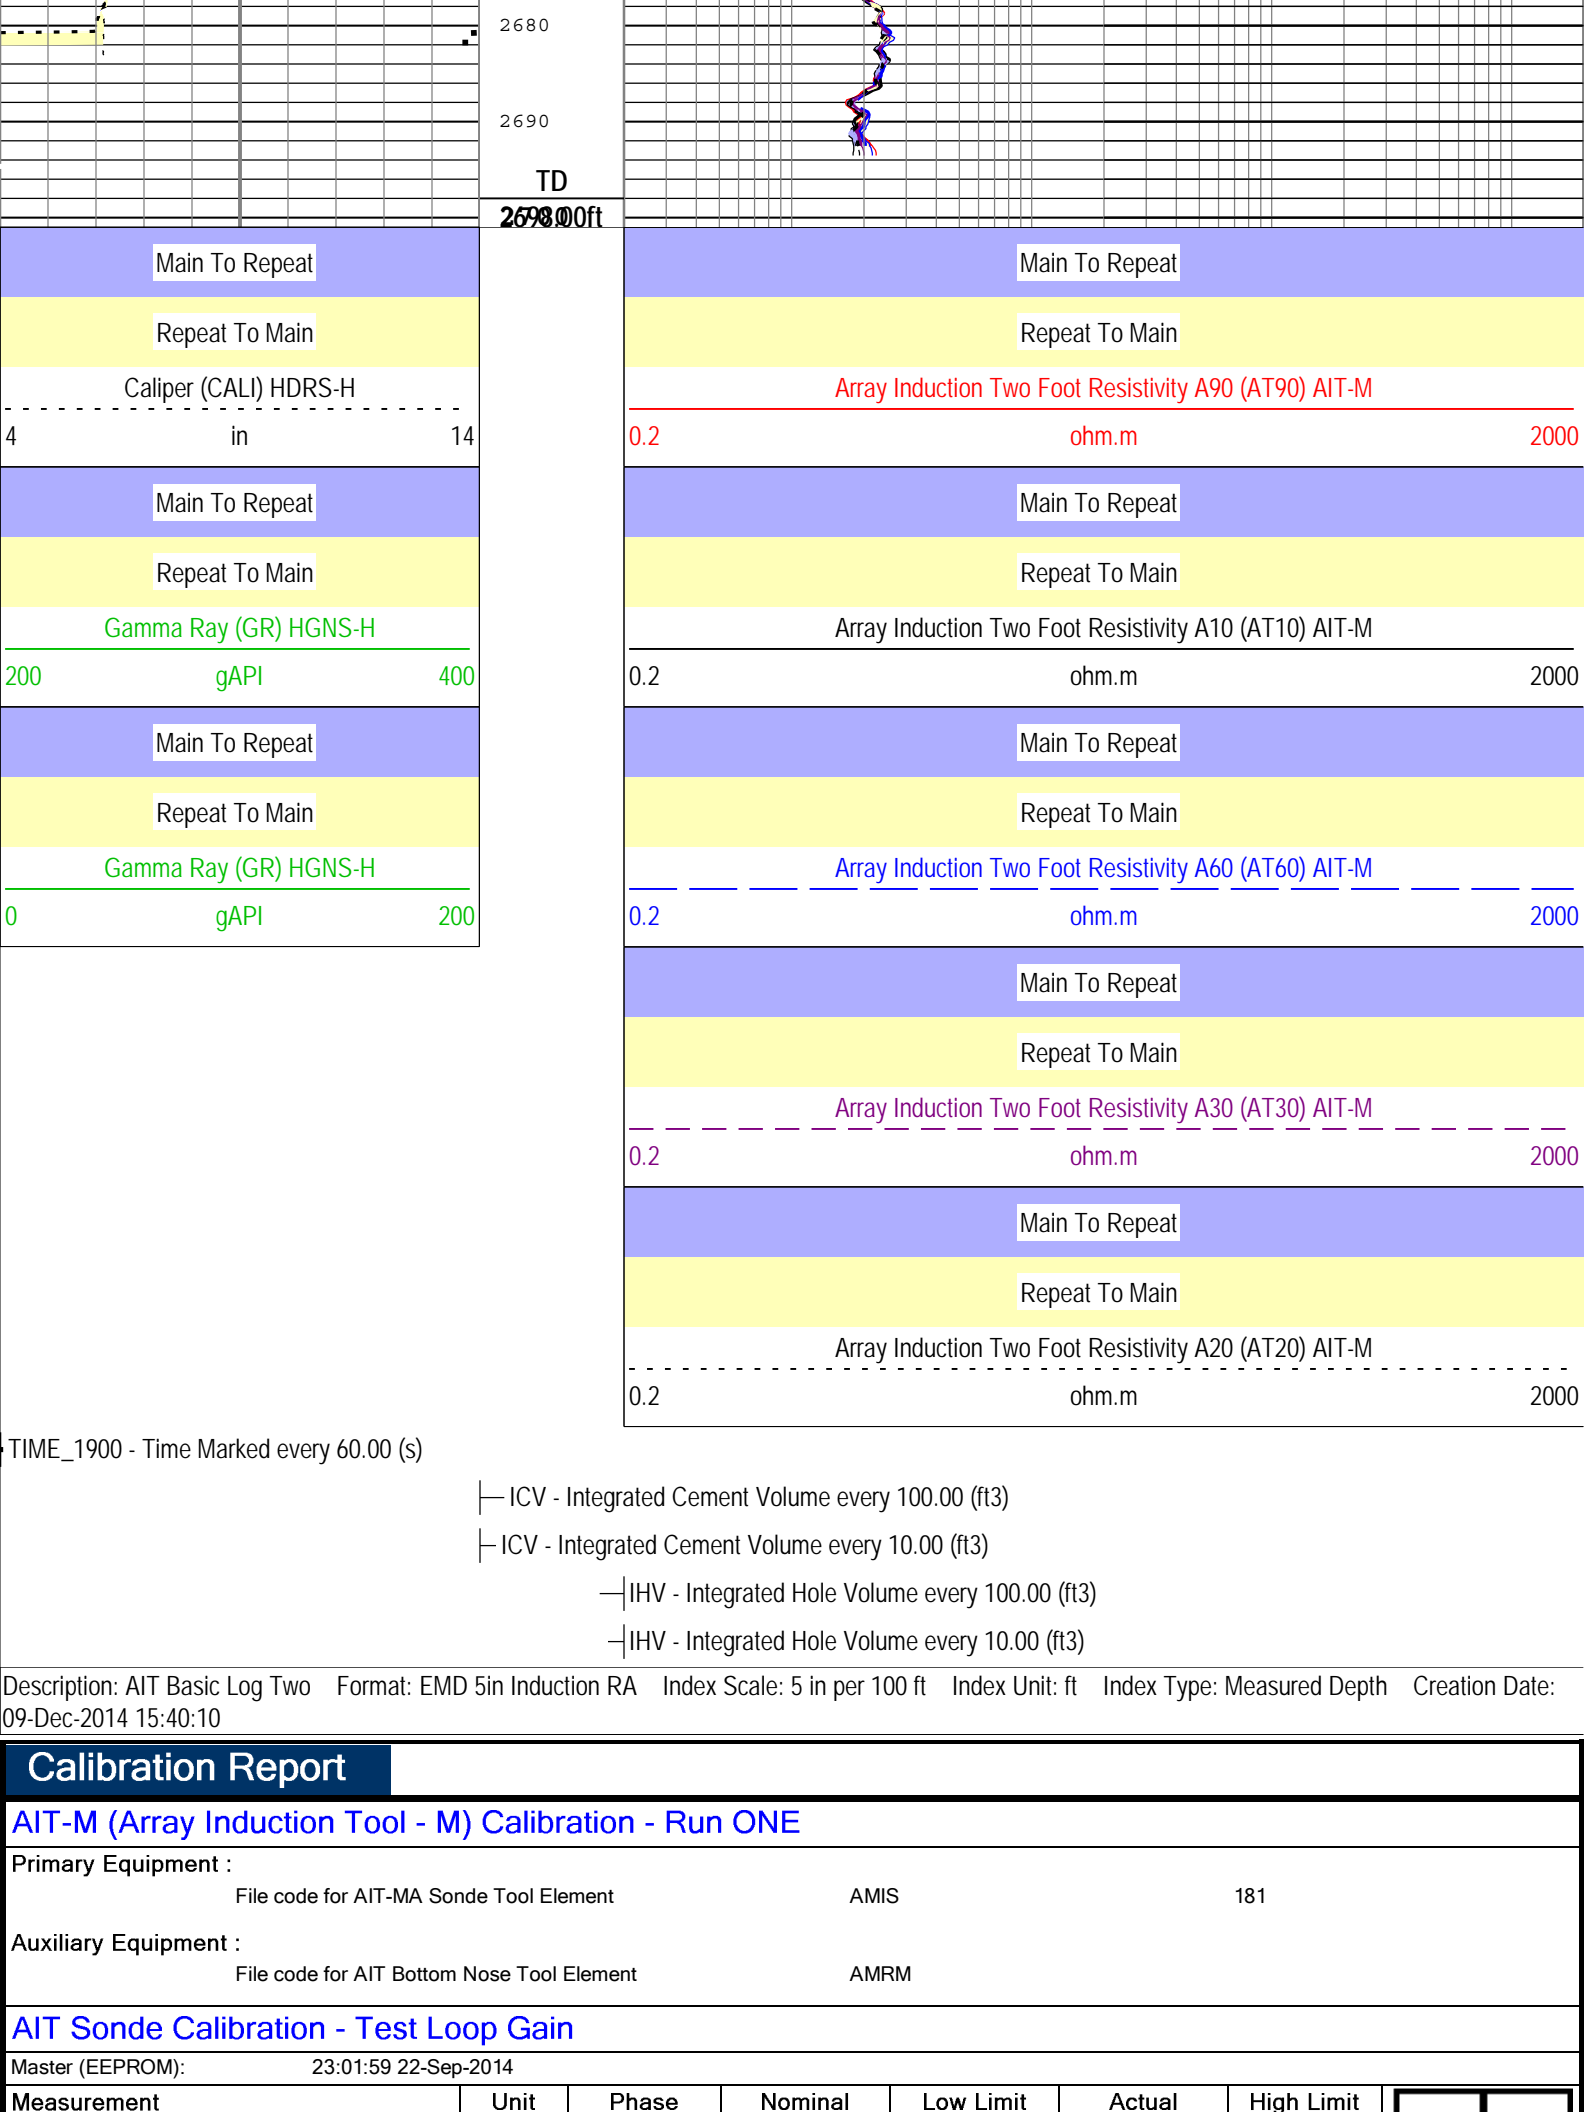 2680
2690
TD
Main To Repeat
Main To Repeat
Repeat To Main
Repeat To Main
Caliper (CALI) HDRS-H
Array Induction Two Foot Resistivity A90 (AT90) AIT-M
4 in 14
0.2 ohm.m 2000
Main To Repeat
Main To Repeat
Repeat To Main
Repeat To Main
Gamma Ray (GR) HGNS-H
Array Induction Two Foot Resistivity A10 (AT10) AIT-M
200 gAPI 400
0.2 ohm.m 2000
Main To Repeat
Main To Repeat
Repeat To Main
Repeat To Main
Gamma Ray (GR) HGNS-H
Array Induction Two Foot Resistivity A60 (AT60) AIT-M
0 gAPI 200
0.2 ohm.m 2000
Main To Repeat
Repeat To Main
Array Induction Two Foot Resistivity A30 (AT30) AIT-M
0.2 ohm.m 2000
Main To Repeat
Repeat To Main
Array Induction Two Foot Resistivity A20 (AT20) AIT-M
0.2 ohm.m 2000
TIME_1900 - Time Marked every 60.00 (s)
ICV - Integrated Cement Volume every 100.00 (ft3)
ICV - Integrated Cement Volume every 10.00 (ft3)
IHV - Integrated Hole Volume every 100.00 (ft3)
IHV - Integrated Hole Volume every 10.00 (ft3)
Description: AIT Basic Log Two Format: EMD 5in Induction RA Index Scale: 5 in per 100 ft Index Unit: ft Index Type: Measured Depth Creation Date:
09-Dec-2014 15:40:10
Calibration Report
AIT-M (Array Induction Tool - M) Calibration - Run ONE
Primary Equipment :
File code for AIT-MA Sonde Tool Element AMIS 181
Auxiliary Equipment :
File code for AIT Bottom Nose Tool Element AMRM
AIT Sonde Calibration - Test Loop Gain
Master (EEPROM): 23:01:59 22-Sep-2014
Measurement Unit Phase Nominal Low Limit Actual High Limit